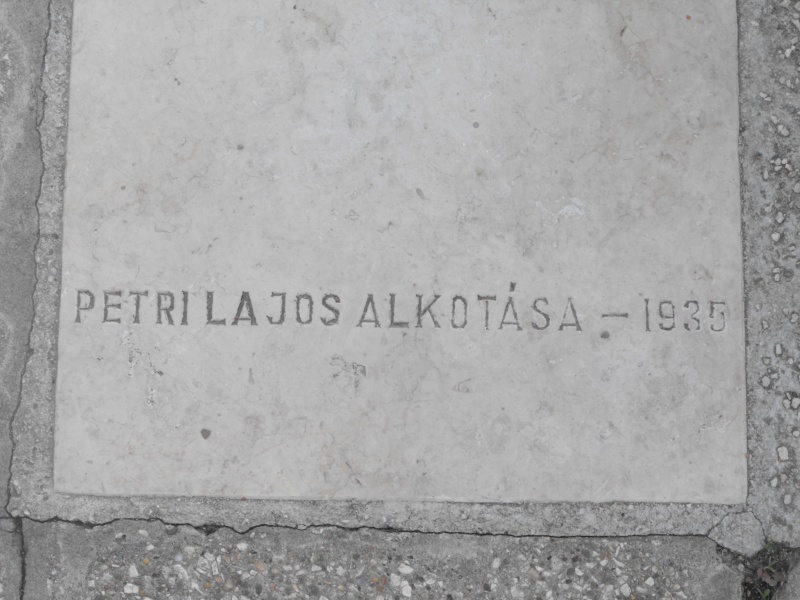 PETRI LAJOS ALKOTÁSA – 1935